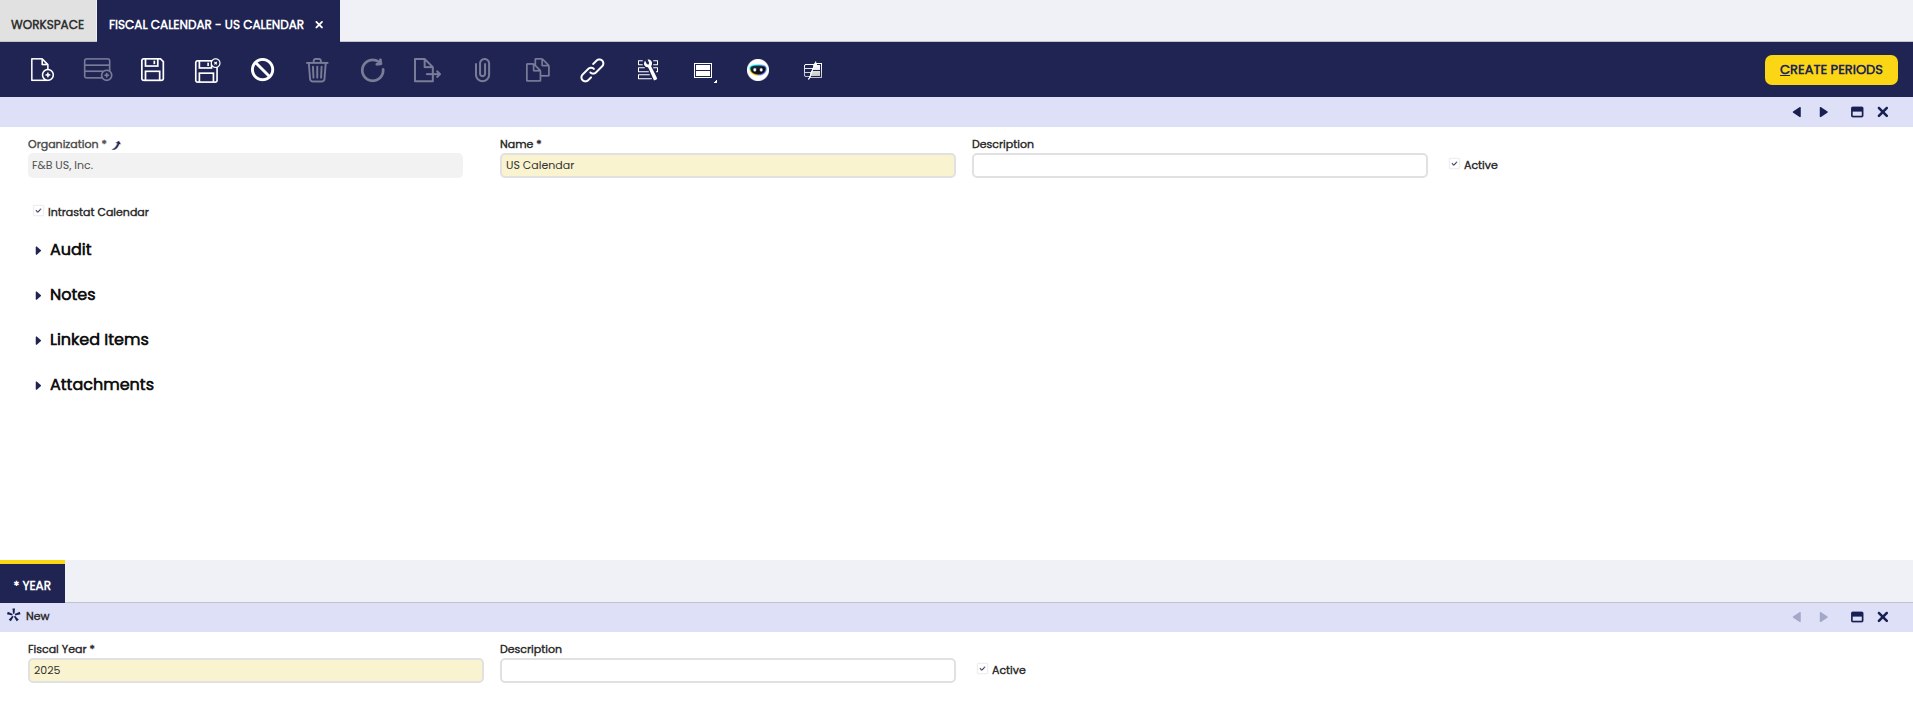 WORKSPACE
FISCAL CALENDAR - US CALENDAR
CREATE PERIODS
Organization * Name * Description
F&B US, Inc. US Calendar Active
Intrastat Calendar
Audit
Notes
Linked Items
Attachments
* YEAR
New
Fiscal Year * Description
2025 Active